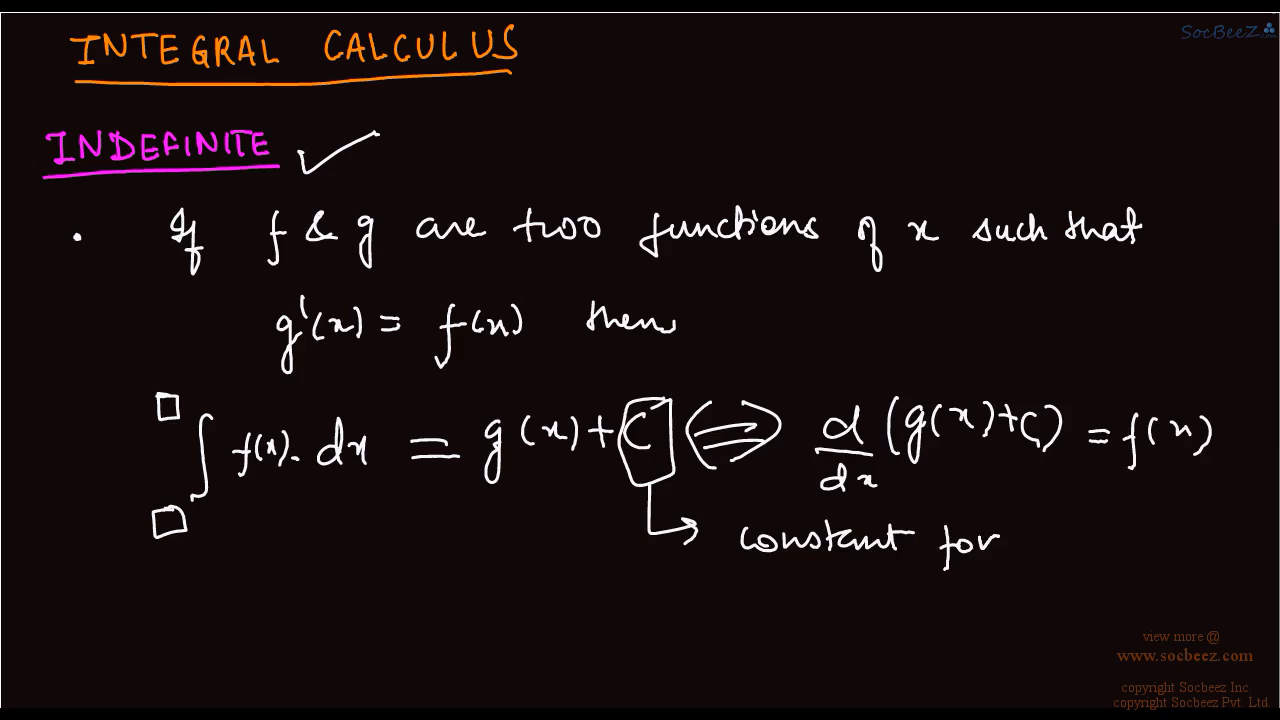 INTEGRAL CALCULUS
SocBeeZ.com
INDEFINITE ✓
• If f & g are two functions of x such that
g'(x) = f(x) then
∫ f(x). dx = g(x)+C ⇔ d/dx (g(x)+C) = f(x)
→ constant for
view more @
www.socbeez.com
copyright Socbeez Inc.
copyright Socbeez Pvt. Ltd.